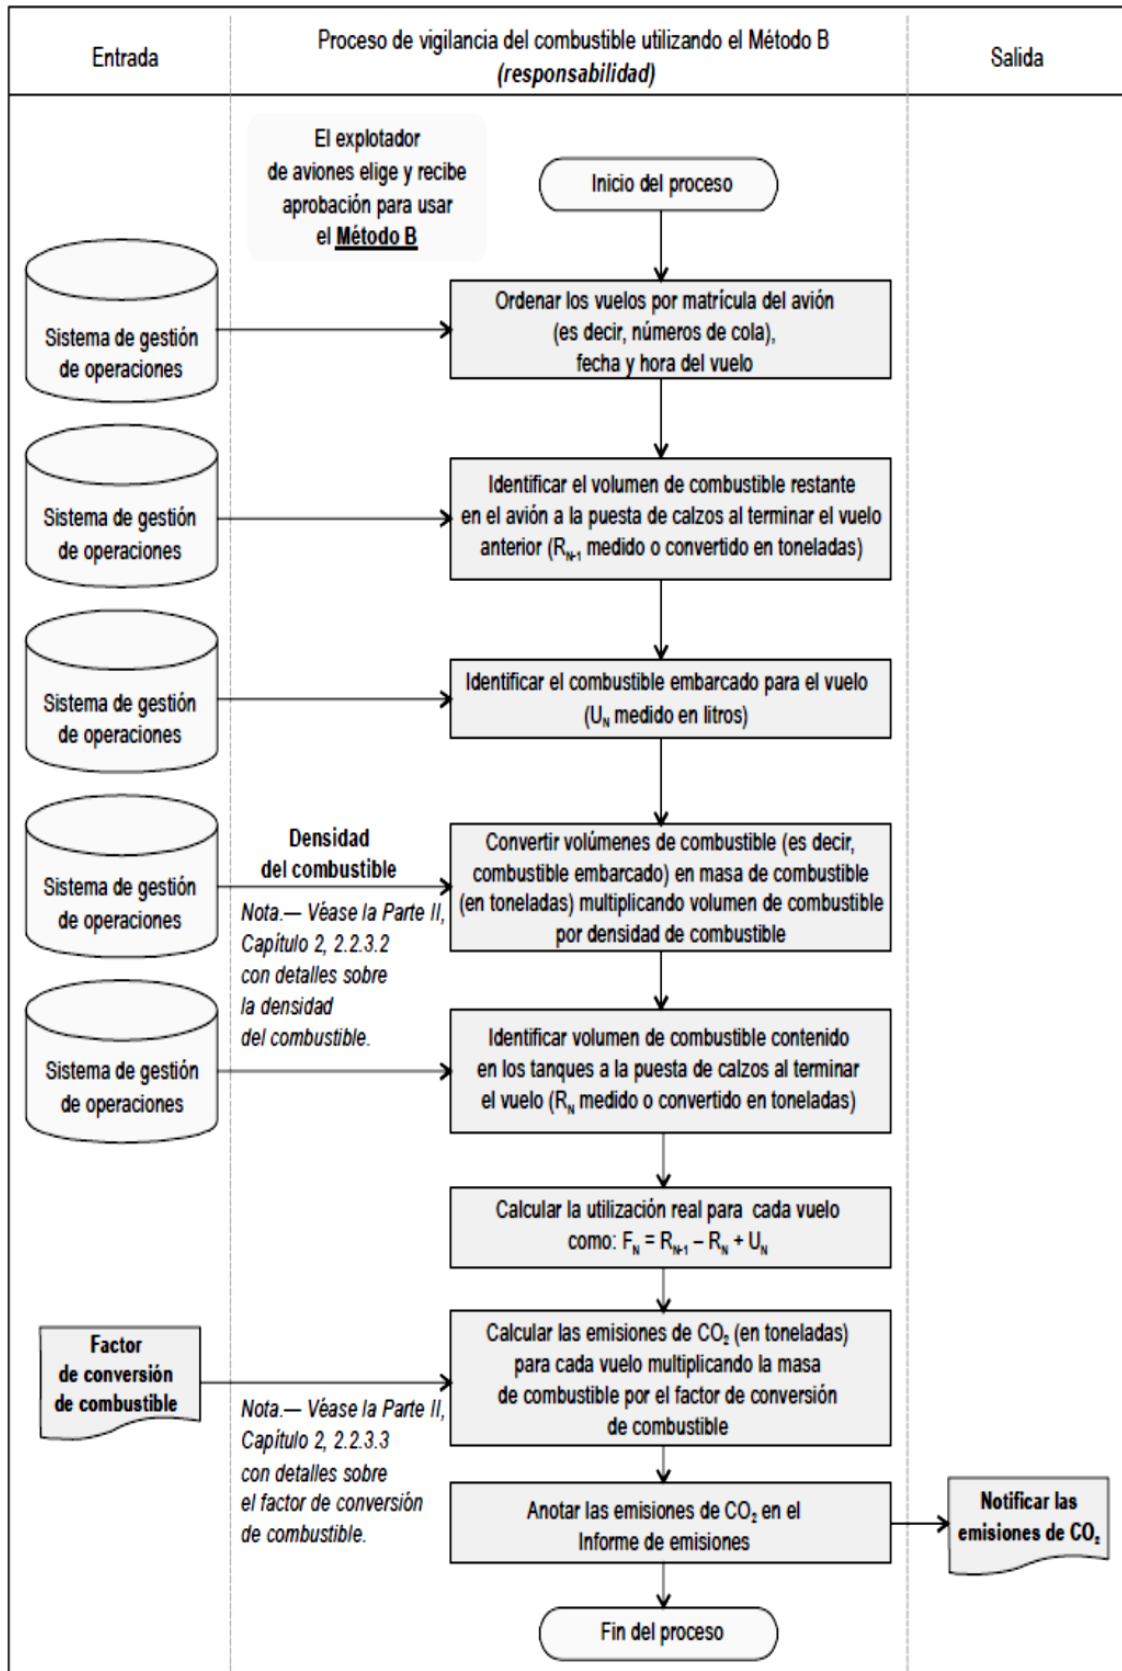 Entrada
Proceso de vigilancia del combustible utilizando el Método B
(responsabilidad)
Salida
El explotador
de aviones elige y recibe
aprobación para usar
el Método B
Inicio del proceso
Sistema de gestión
de operaciones
Ordenar los vuelos por matrícula del avión
(es decir, números de cola),
fecha y hora del vuelo
Sistema de gestión
de operaciones
Identificar el volumen de combustible restante
en el avión a la puesta de calzos al terminar el vuelo
anterior (R_{N-1} medido o convertido en toneladas)
Sistema de gestión
de operaciones
Identificar el combustible embarcado para el vuelo
(U_N medido en litros)
Sistema de gestión
de operaciones
Densidad
del combustible
Nota.— Véase la Parte II,
Capítulo 2, 2.2.3.2
con detalles sobre
la densidad
del combustible.
Convertir volúmenes de combustible (es decir,
combustible embarcado) en masa de combustible
(en toneladas) multiplicando volumen de combustible
por densidad de combustible
Sistema de gestión
de operaciones
Identificar volumen de combustible contenido
en los tanques a la puesta de calzos al terminar
el vuelo (R_N medido o convertido en toneladas)
Calcular la utilización real para cada vuelo
como: F_N = R_{N-1} – R_N + U_N
Factor
de conversión
de combustible
Nota.— Véase la Parte II,
Capítulo 2, 2.2.3.3
con detalles sobre
el factor de conversión
de combustible.
Calcular las emisiones de CO₂ (en toneladas)
para cada vuelo multiplicando la masa
de combustible por el factor de conversión
de combustible
Anotar las emisiones de CO₂ en el
Informe de emisiones
Notificar las
emisiones de CO₂
Fin del proceso